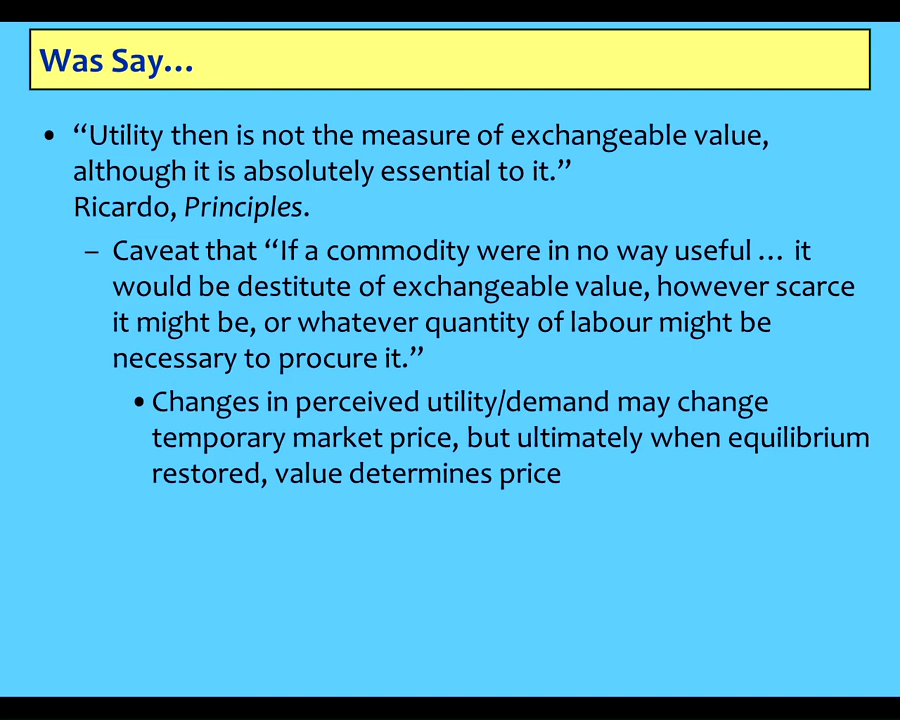 Was Say…
• “Utility then is not the measure of exchangeable value,
although it is absolutely essential to it.”
Ricardo, Principles.
– Caveat that “If a commodity were in no way useful … it
would be destitute of exchangeable value, however scarce
it might be, or whatever quantity of labour might be
necessary to procure it.”
• Changes in perceived utility/demand may change
temporary market price, but ultimately when equilibrium
restored, value determines price